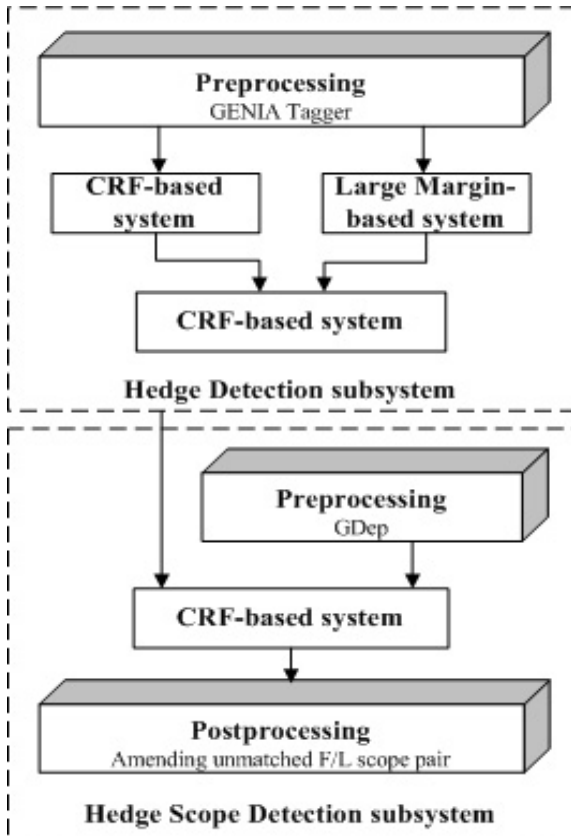 Preprocessing
GENIA Tagger
CRF-based
system
Large Margin-
based system
CRF-based system
Hedge Detection subsystem
Preprocessing
GDep
CRF-based system
Postprocessing
Amending unmatched F/L scope pair
Hedge Scope Detection subsystem